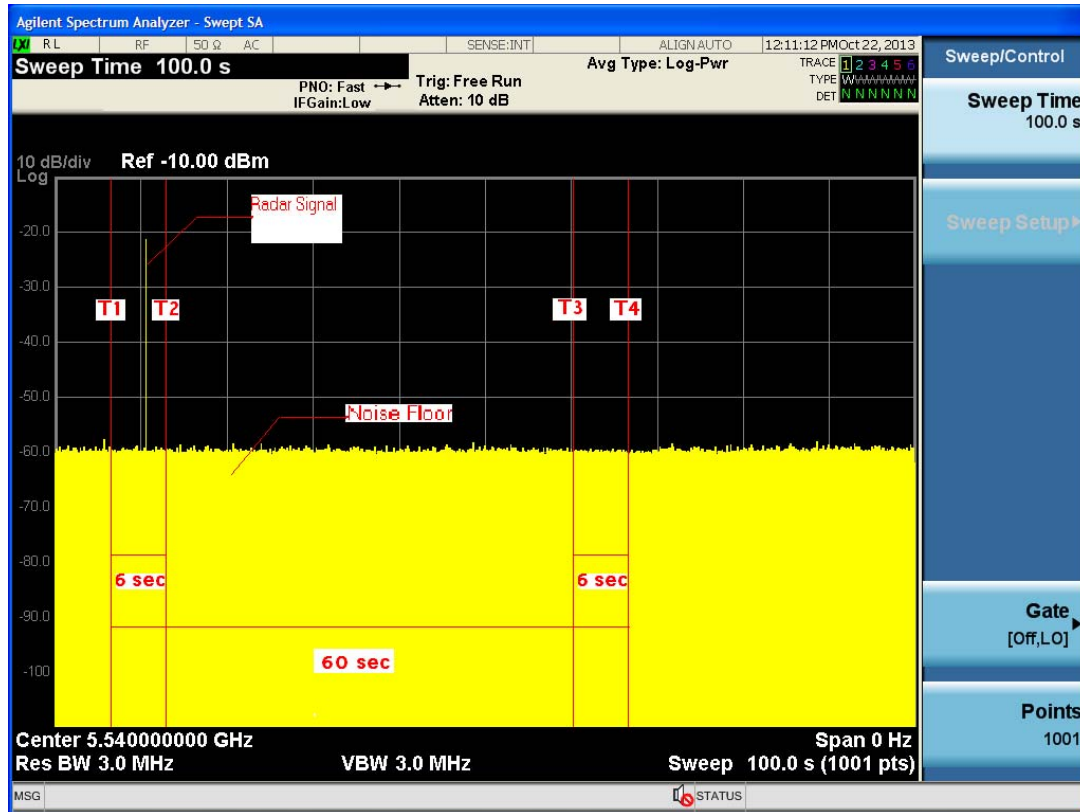 Agilent Spectrum Analyzer - Swept SA
LXI RL RF 50 Ω AC SENSE:INT ALIGNAUTO 12:11:12 PMOct 22, 2013
Sweep Time 100.0 s
PNO: Fast
IFGain:Low
Trig: Free Run
Atten: 10 dB
Avg Type: Log-Pwr
TRACE 1 2 3 4 5 6
TYPE
DET N N N N N N
Sweep/Control
Sweep Time
100.0 s
Sweep Setup
Gate
[Off,LO]
Points
1001
10 dB/div Ref -10.00 dBm
Log
-20.0
-30.0
-40.0
-50.0
-60.0
-70.0
-80.0
-90.0
-100
Radar Signal
T1 T2 T3 T4
Noise Floor
6 sec 6 sec
60 sec
Center 5.540000000 GHz Span 0 Hz
Res BW 3.0 MHz VBW 3.0 MHz Sweep 100.0 s (1001 pts)
MSG STATUS